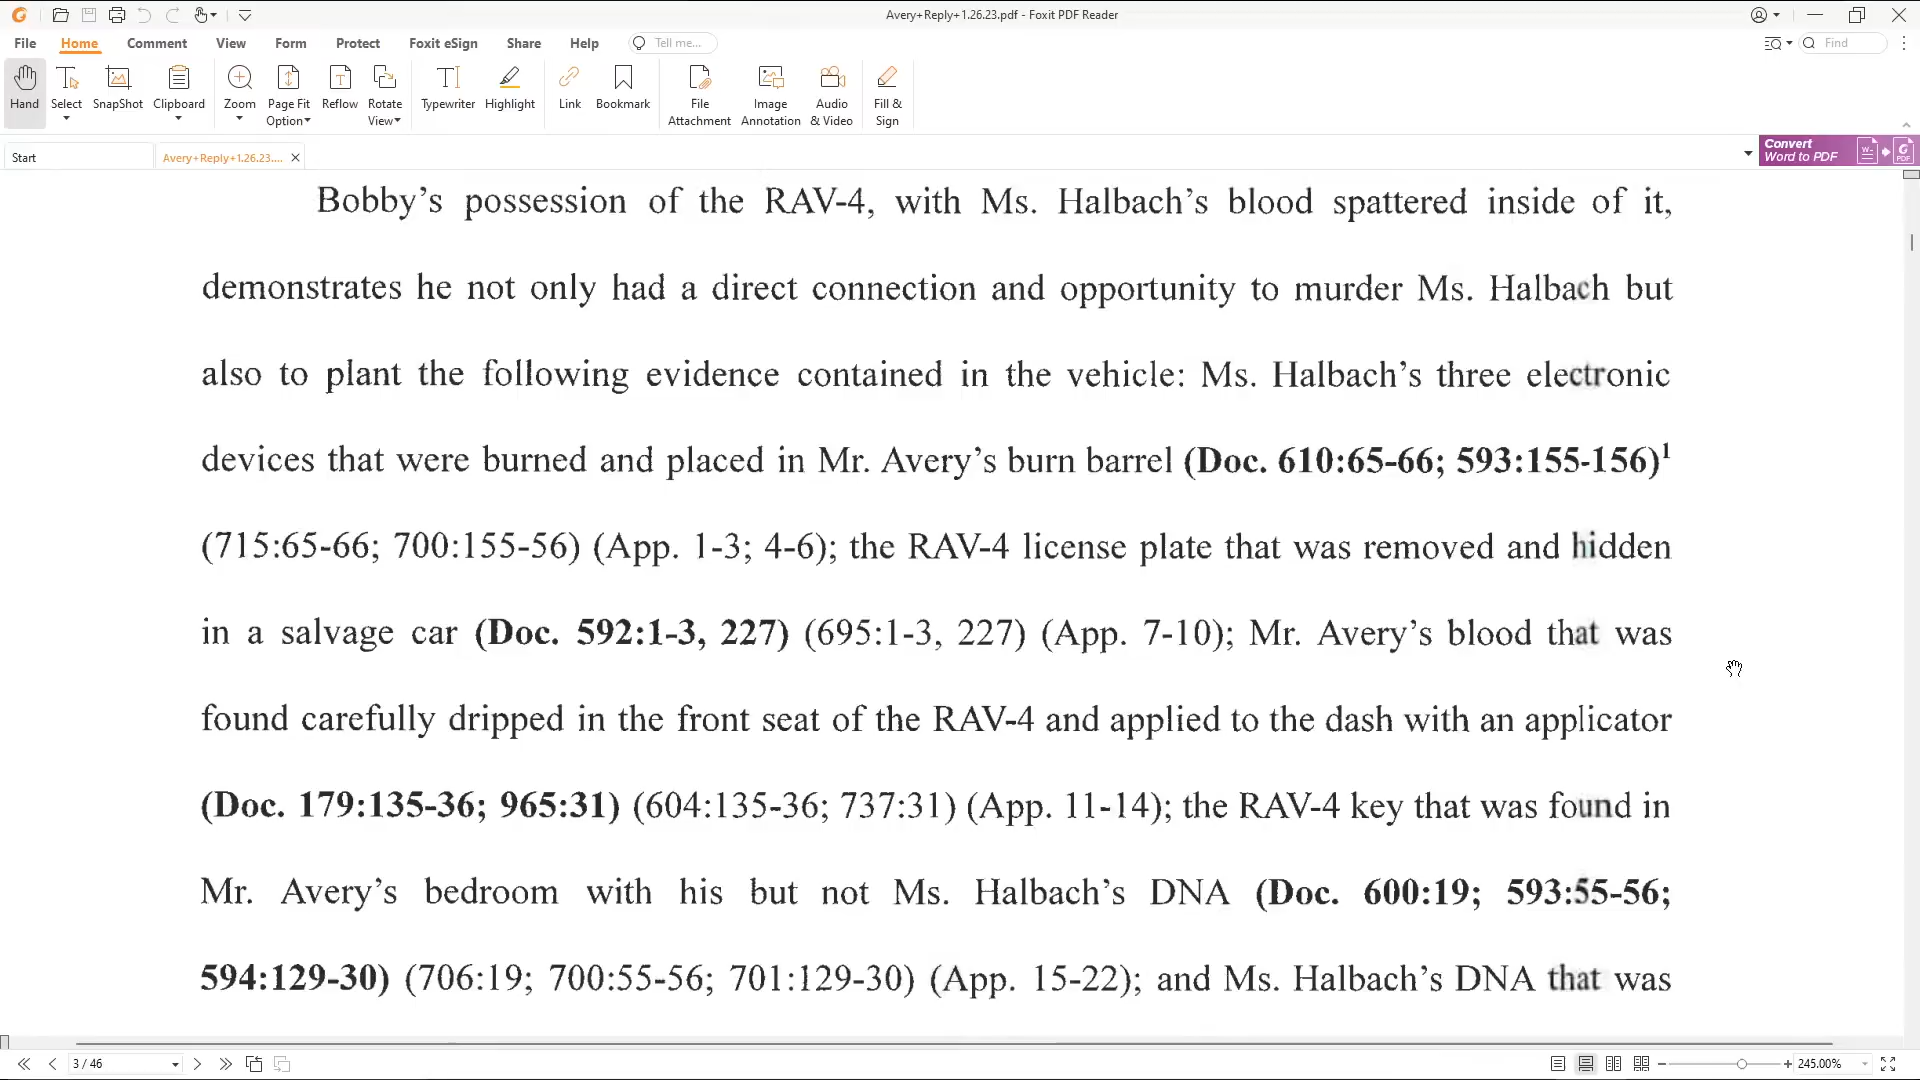 Avery+Reply+1.26.23.pdf - Foxit PDF Reader
File Home Comment View Form Protect Foxit eSign Share Help Tell me... Find
Hand Select SnapShot Clipboard Zoom Page Fit Option Reflow Rotate View Typewriter Highlight Link Bookmark File Attachment Image Annotation Audio & Video Fill & Sign
Start Avery+Reply+1.26.23....
Convert
Word to PDF
Bobby's possession of the RAV-4, with Ms. Halbach's blood spattered inside of it,
demonstrates he not only had a direct connection and opportunity to murder Ms. Halbach but
also to plant the following evidence contained in the vehicle: Ms. Halbach's three electronic
devices that were burned and placed in Mr. Avery's burn barrel (Doc. 610:65-66; 593:155-156)¹
(715:65-66; 700:155-56) (App. 1-3; 4-6); the RAV-4 license plate that was removed and hidden
in a salvage car (Doc. 592:1-3, 227) (695:1-3, 227) (App. 7-10); Mr. Avery's blood that was
found carefully dripped in the front seat of the RAV-4 and applied to the dash with an applicator
(Doc. 179:135-36; 965:31) (604:135-36; 737:31) (App. 11-14); the RAV-4 key that was found in
Mr. Avery's bedroom with his but not Ms. Halbach's DNA (Doc. 600:19; 593:55-56;
594:129-30) (706:19; 700:55-56; 701:129-30) (App. 15-22); and Ms. Halbach's DNA that was
3 / 46 245.00%